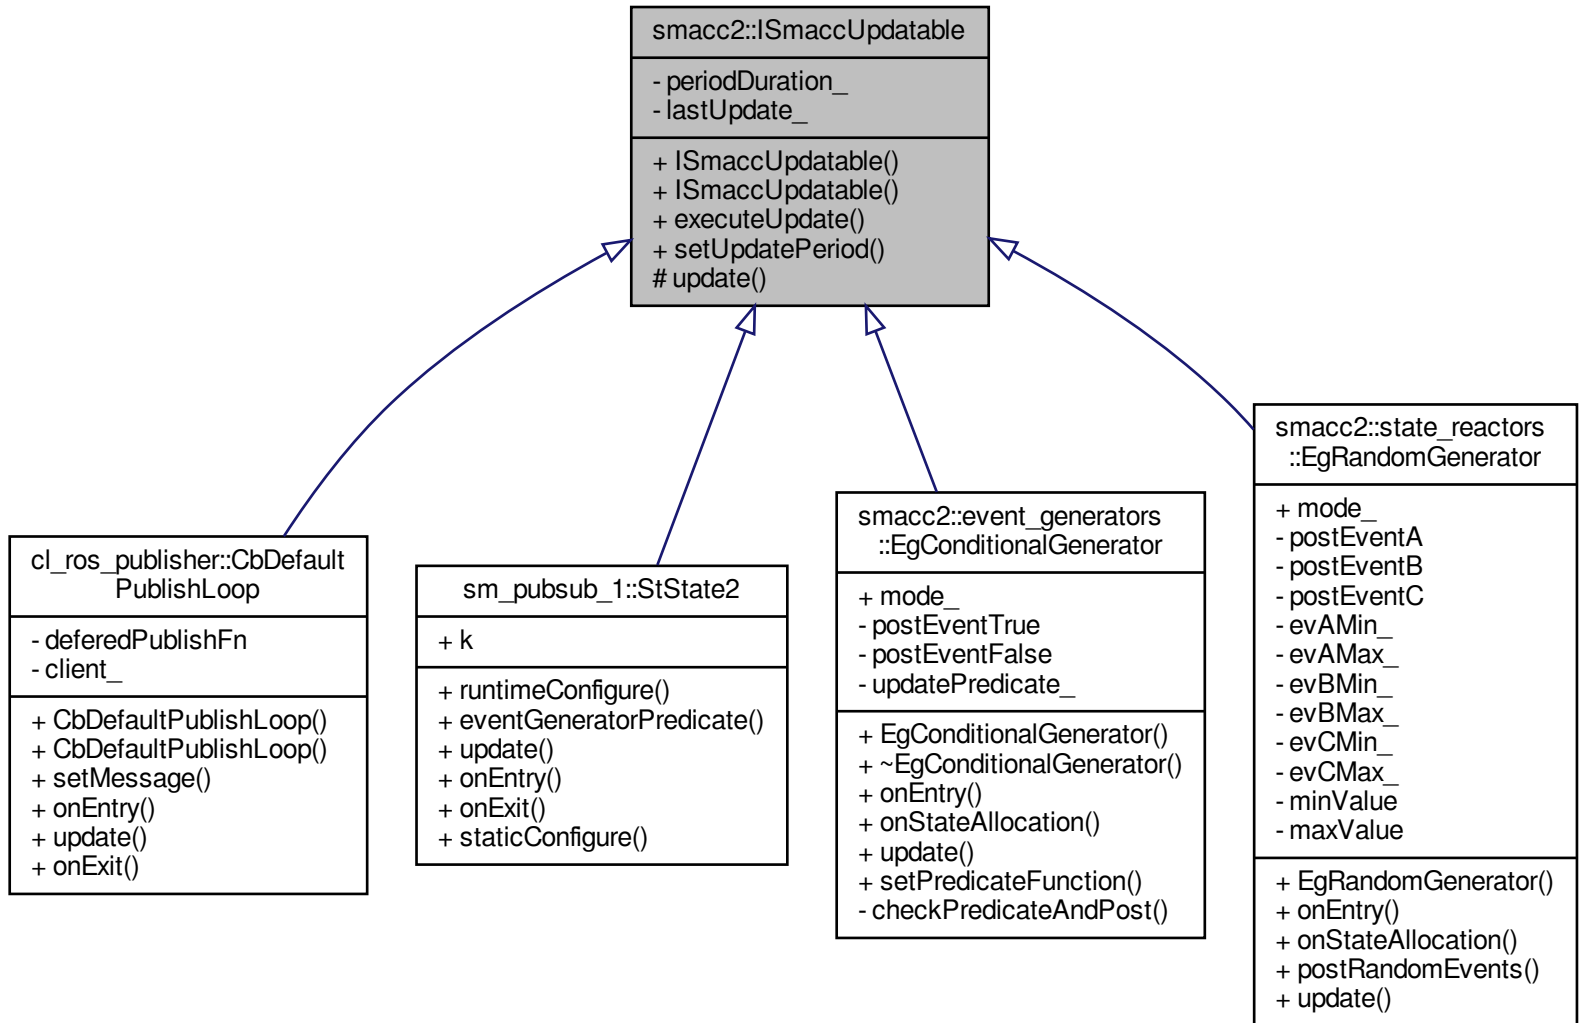 smacc2::ISmaccUpdatable
- periodDuration_
- lastUpdate_
+ ISmaccUpdatable()
+ ISmaccUpdatable()
+ executeUpdate()
+ setUpdatePeriod()
# update()
cl_ros_publisher::CbDefault
PublishLoop
- deferedPublishFn
- client_
+ CbDefaultPublishLoop()
+ CbDefaultPublishLoop()
+ setMessage()
+ onEntry()
+ update()
+ onExit()
sm_pubsub_1::StState2
+ k
+ runtimeConfigure()
+ eventGeneratorPredicate()
+ update()
+ onEntry()
+ onExit()
+ staticConfigure()
smacc2::event_generators
::EgConditionalGenerator
+ mode_
- postEventTrue
- postEventFalse
- updatePredicate_
+ EgConditionalGenerator()
+ ~EgConditionalGenerator()
+ onEntry()
+ onStateAllocation()
+ update()
+ setPredicateFunction()
- checkPredicateAndPost()
smacc2::state_reactors
::EgRandomGenerator
+ mode_
- postEventA
- postEventB
- postEventC
- evAMin_
- evAMax_
- evBMin_
- evBMax_
- evCMin_
- evCMax_
- minValue
- maxValue
+ EgRandomGenerator()
+ onEntry()
+ onStateAllocation()
+ postRandomEvents()
+ update()